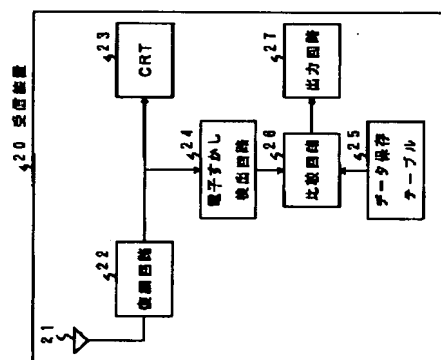 20 受信装置
21
22
復調回路
23
CRT
24
電子すかし
検出回路
26
比較回路
27
出力回路
25
データ保存
テーブル